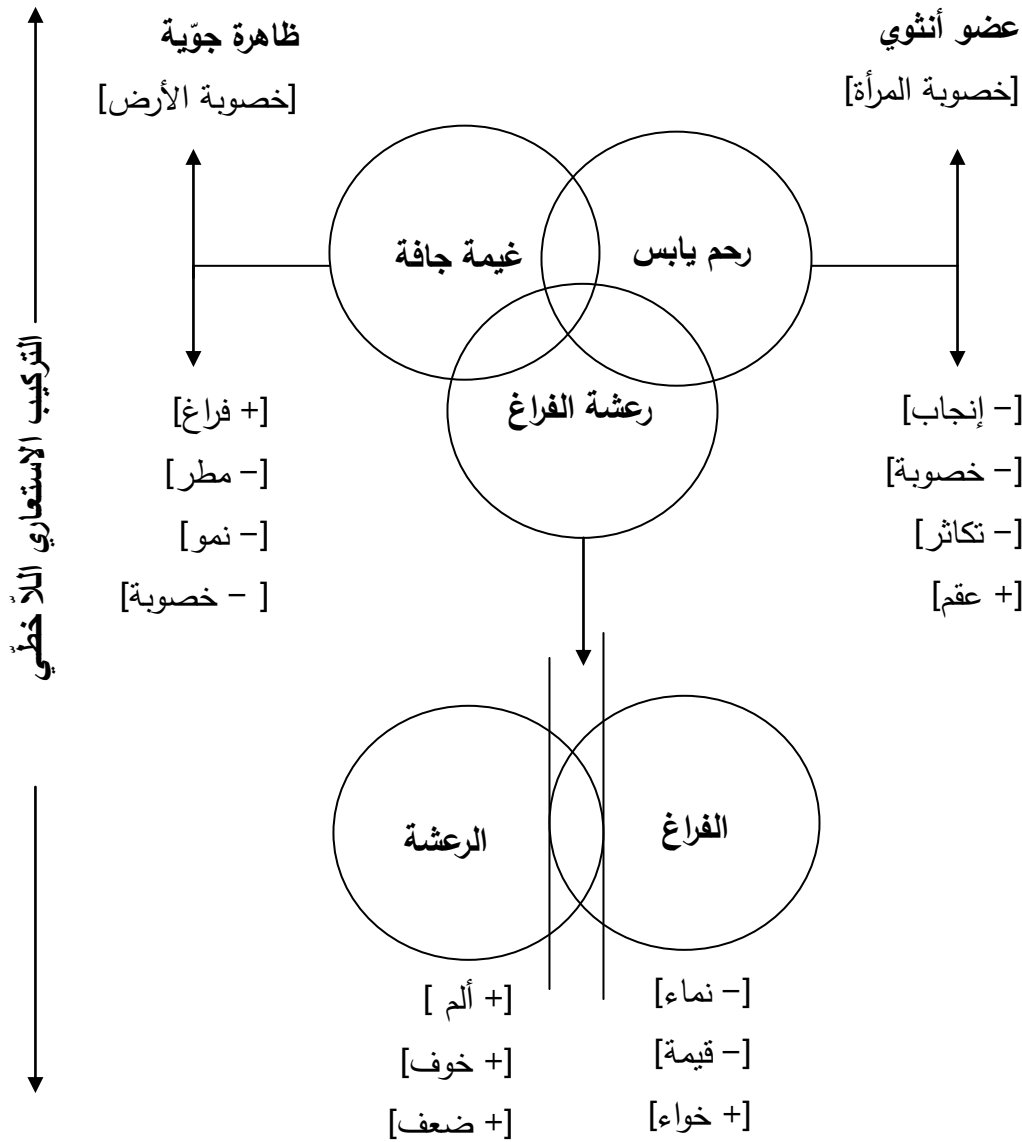 عضو أنثوي
[خصوبة المرأة]
ظاهرة جوّية
[خصوبة الأرض]
رحم يابس
غيمة جافة
رعشة الفراغ
[– إنجاب]
[– خصوبة]
[– تكاثر]
[+ عقم]
[+ فراغ]
[– مطر]
[– نمو]
[ – خصوبة]
التركيب الاستعاري اللاّخطّي
الفراغ
الرعشة
[– نماء]
[– قيمة]
[+ خواء]
[+ ألم ]
[+ خوف]
[+ ضعف]